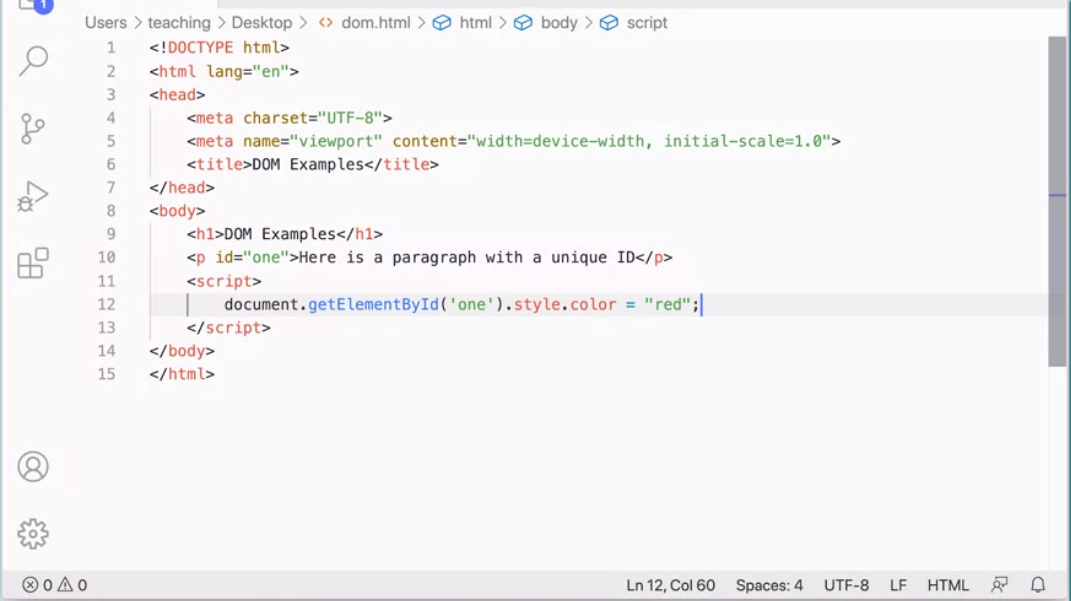 1
Users > teaching > Desktop > <> dom.html > html > body > script
1 <!DOCTYPE html>
2 <html lang="en">
3 <head>
4 <meta charset="UTF-8">
5 <meta name="viewport" content="width=device-width, initial-scale=1.0">
6 <title>DOM Examples</title>
7 </head>
8 <body>
9 <h1>DOM Examples</h1>
10 <p id="one">Here is a paragraph with a unique ID</p>
11 <script>
12 document.getElementById('one').style.color = "red";
13 </script>
14 </body>
15 </html>
0 0 Ln 12, Col 60 Spaces: 4 UTF-8 LF HTML